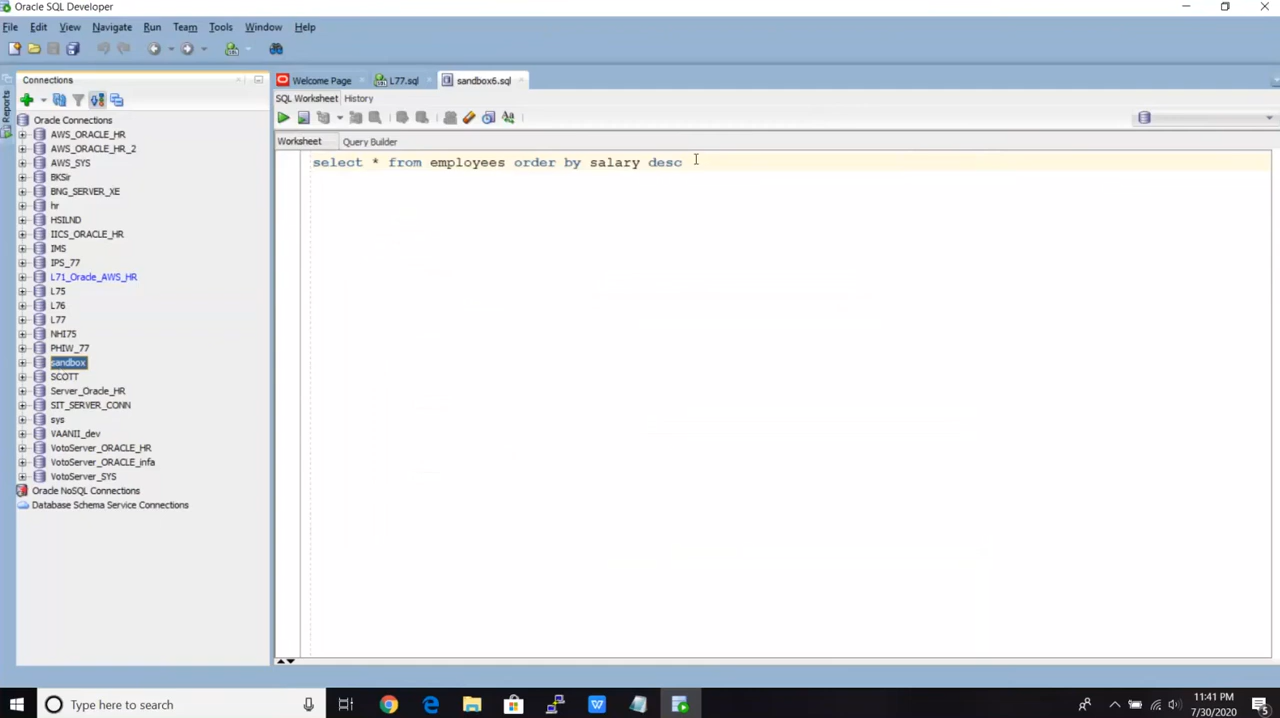 Oracle SQL Developer
File Edit View Navigate Run Team Tools Window Help
Reports
Connections
Oracle Connections
AWS_ORACLE_HR
AWS_ORACLE_HR_2
AWS_SYS
BKSir
BNG_SERVER_XE
hr
HSILND
IICS_ORACLE_HR
IMS
IPS_77
L71_Oracle_AWS_HR
L75
L76
L77
NHI75
PHIW_77
sandbox
SCOTT
Server_Oracle_HR
SIT_SERVER_CONN
sys
VAANII_dev
VotoServer_ORACLE_HR
VotoServer_ORACLE_infa
VotoServer_SYS
Oracle NoSQL Connections
Database Schema Service Connections
Welcome Page L77.sql sandbox6.sql
SQL Worksheet History
Worksheet Query Builder
select * from employees order by salary desc
Type here to search
11:41 PM
7/30/2020
5